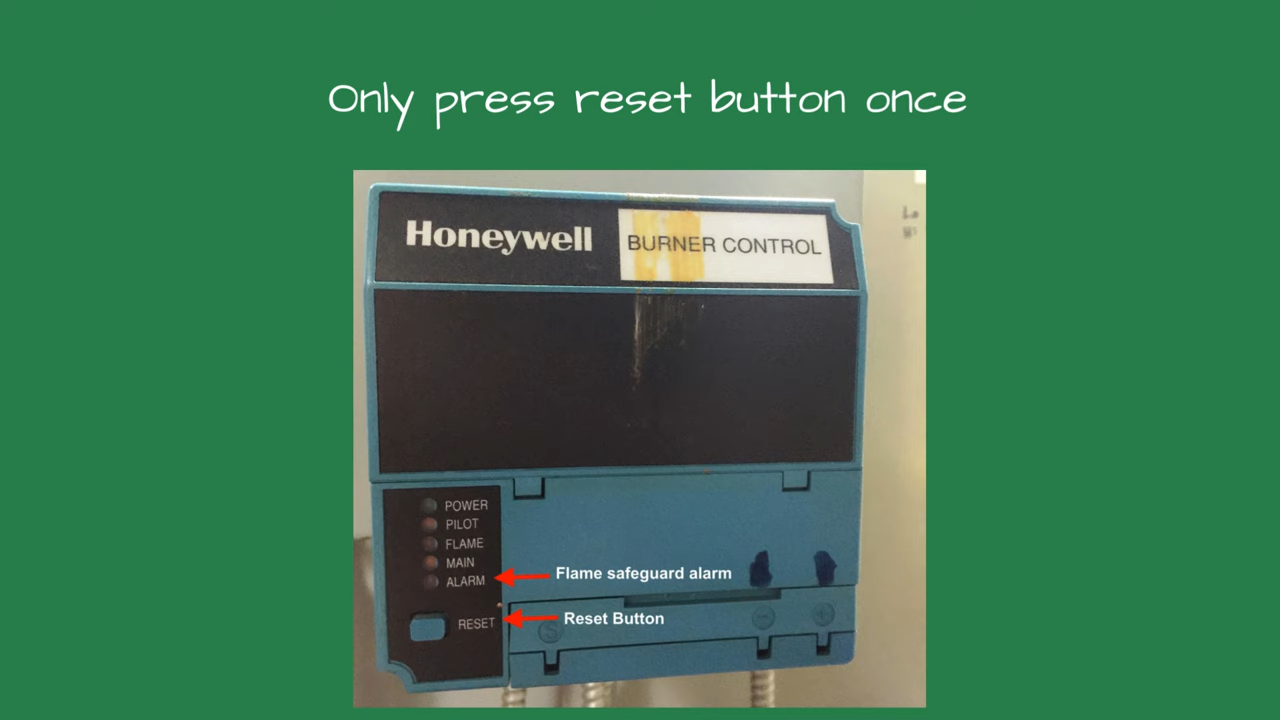 Only press reset button once
Honeywell
BURNER CONTROL
POWER
PILOT
FLAME
MAIN
ALARM
Flame safeguard alarm
RESET
Reset Button
S